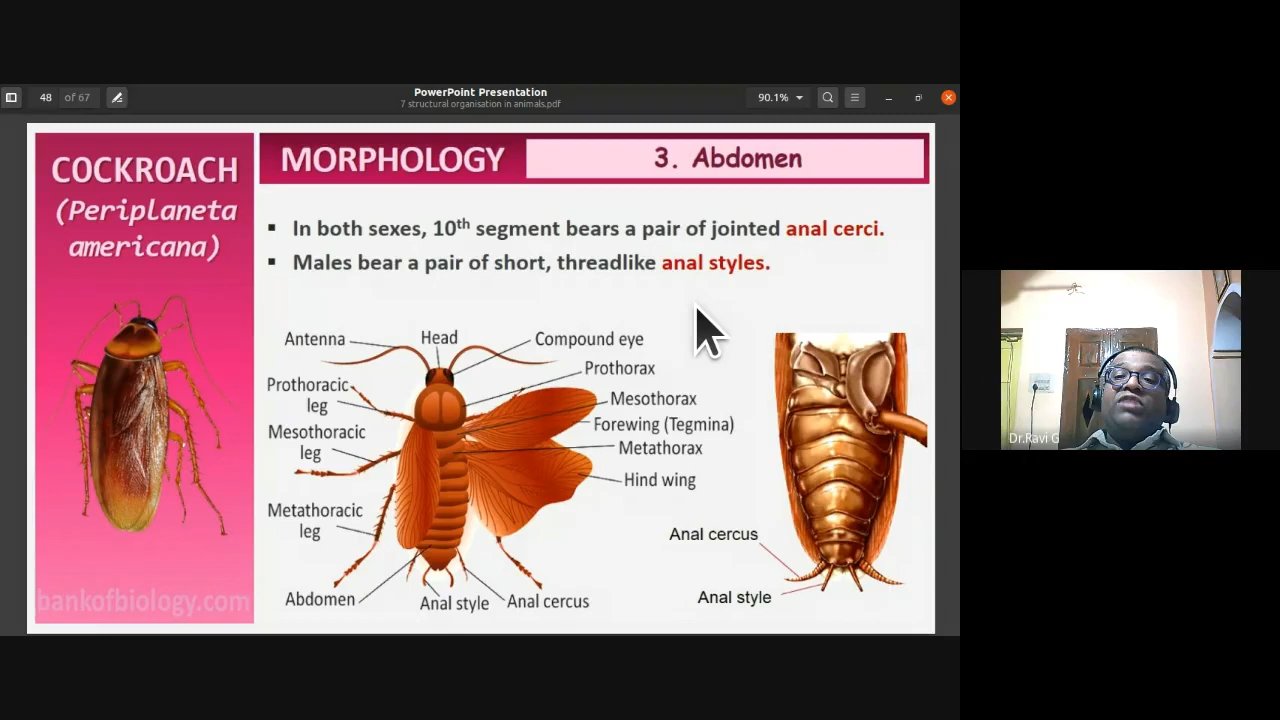 48 of 67
PowerPoint Presentation
7 structural organisation in animals.pdf
90.1%
COCKROACH
(Periplaneta
americana)
bankofbiology.com
MORPHOLOGY
3. Abdomen
▪ In both sexes, 10th segment bears a pair of jointed anal cerci.
▪ Males bear a pair of short, threadlike anal styles.
Antenna
Head
Compound eye
Prothorax
Prothoracic
leg
Mesothorax
Forewing (Tegmina)
Mesothoracic
leg
Metathorax
Hind wing
Metathoracic
leg
Abdomen
Anal style
Anal cercus
Anal cercus
Anal style
Dr.Ravi G